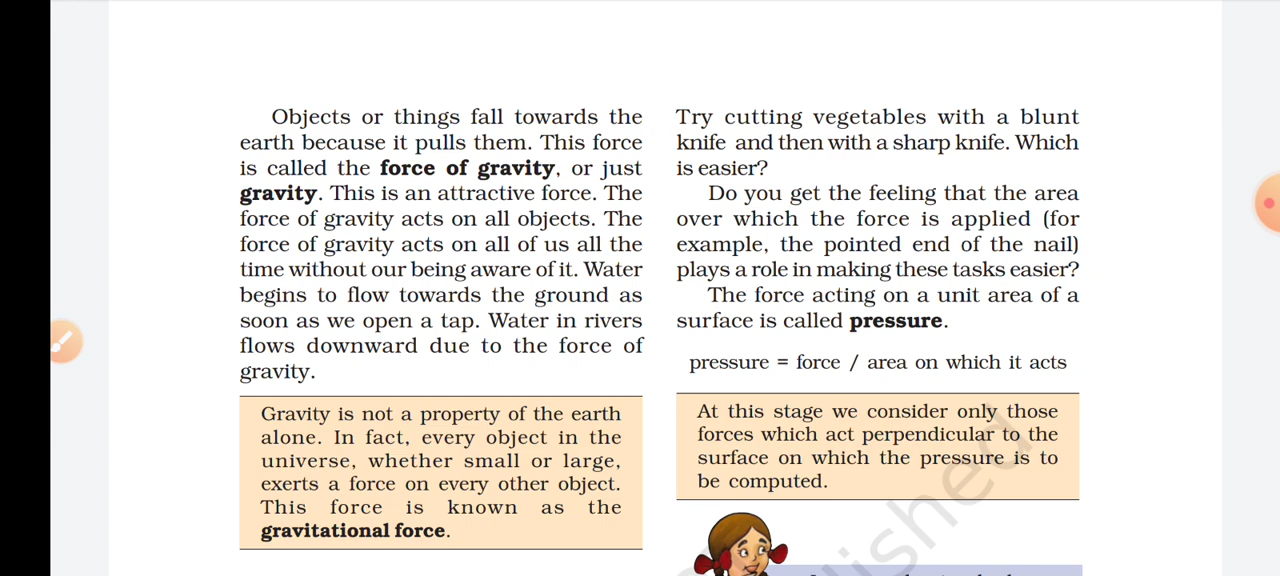 Objects or things fall towards the
earth because it pulls them. This force
is called the force of gravity, or just
gravity. This is an attractive force. The
force of gravity acts on all objects. The
force of gravity acts on all of us all the
time without our being aware of it. Water
begins to flow towards the ground as
soon as we open a tap. Water in rivers
flows downward due to the force of
gravity.
Gravity is not a property of the earth
alone. In fact, every object in the
universe, whether small or large,
exerts a force on every other object.
This force is known as the
gravitational force.
Try cutting vegetables with a blunt
knife and then with a sharp knife. Which
is easier?
Do you get the feeling that the area
over which the force is applied (for
example, the pointed end of the nail)
plays a role in making these tasks easier?
The force acting on a unit area of a
surface is called pressure.
pressure = force / area on which it acts
At this stage we consider only those
forces which act perpendicular to the
surface on which the pressure is to
be computed.